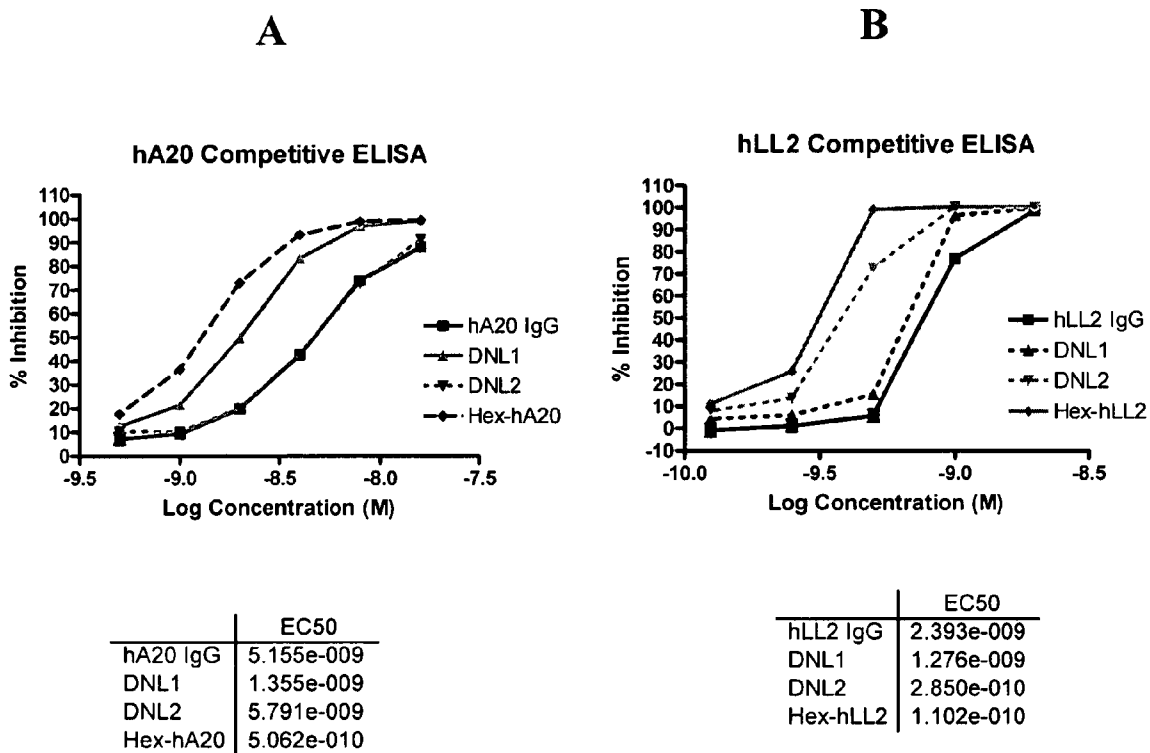 A
hA20 Competitive ELISA
110
100
90
80
70
60
50
40
30
20
10
0
% Inhibition
-9.5
-9.0
-8.5
-8.0
-7.5
Log Concentration (M)
hA20 IgG
DNL1
DNL2
Hex-hA20
EC50
hA20 IgG 5.155e-009
DNL1 1.355e-009
DNL2 5.791e-009
Hex-hA20 5.062e-010
B
hLL2 Competitive ELISA
110
100
90
80
70
60
50
40
30
20
10
0
-10
% Inhibition
-10.0
-9.5
-9.0
-8.5
Log Concentration (M)
hLL2 IgG
DNL1
DNL2
Hex-hLL2
EC50
hLL2 IgG 2.393e-009
DNL1 1.276e-009
DNL2 2.850e-010
Hex-hLL2 1.102e-010